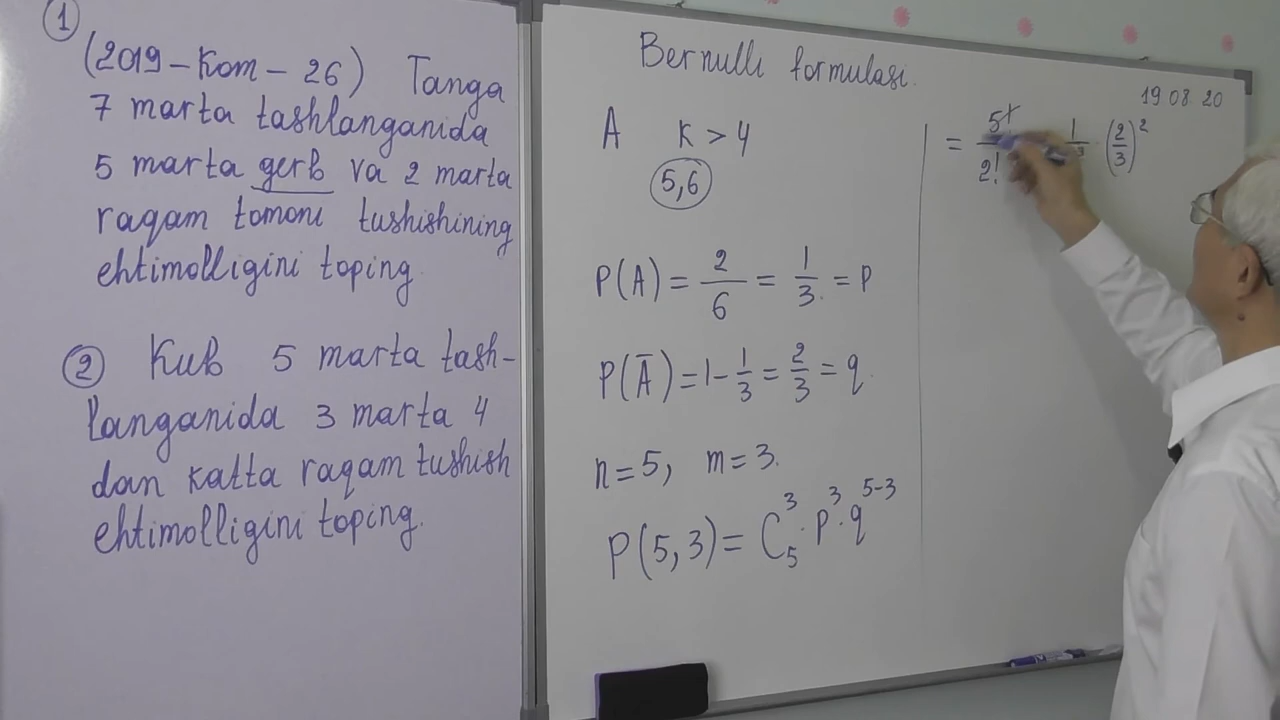 1
(2019-Kom-26) Tanga
7 marta tashlanganida
5 marta gerb va 2 marta
raqam tomoni tushishining
ehtimolligini toping.
2 Kub 5 marta tash-
langanida 3 marta 4
dan katta raqam tushish
ehtimolligini toping.
Bernulli formulasi.
19 08 20
A K > 4
5,6
P(A) = 2/6 = 1/3 = P
P(Ā) = 1 - 1/3 = 2/3 = q.
n=5, m=3.
P(5,3) = C₅³ · p³ · q⁵⁻³
= 5!/2! (2/3)²